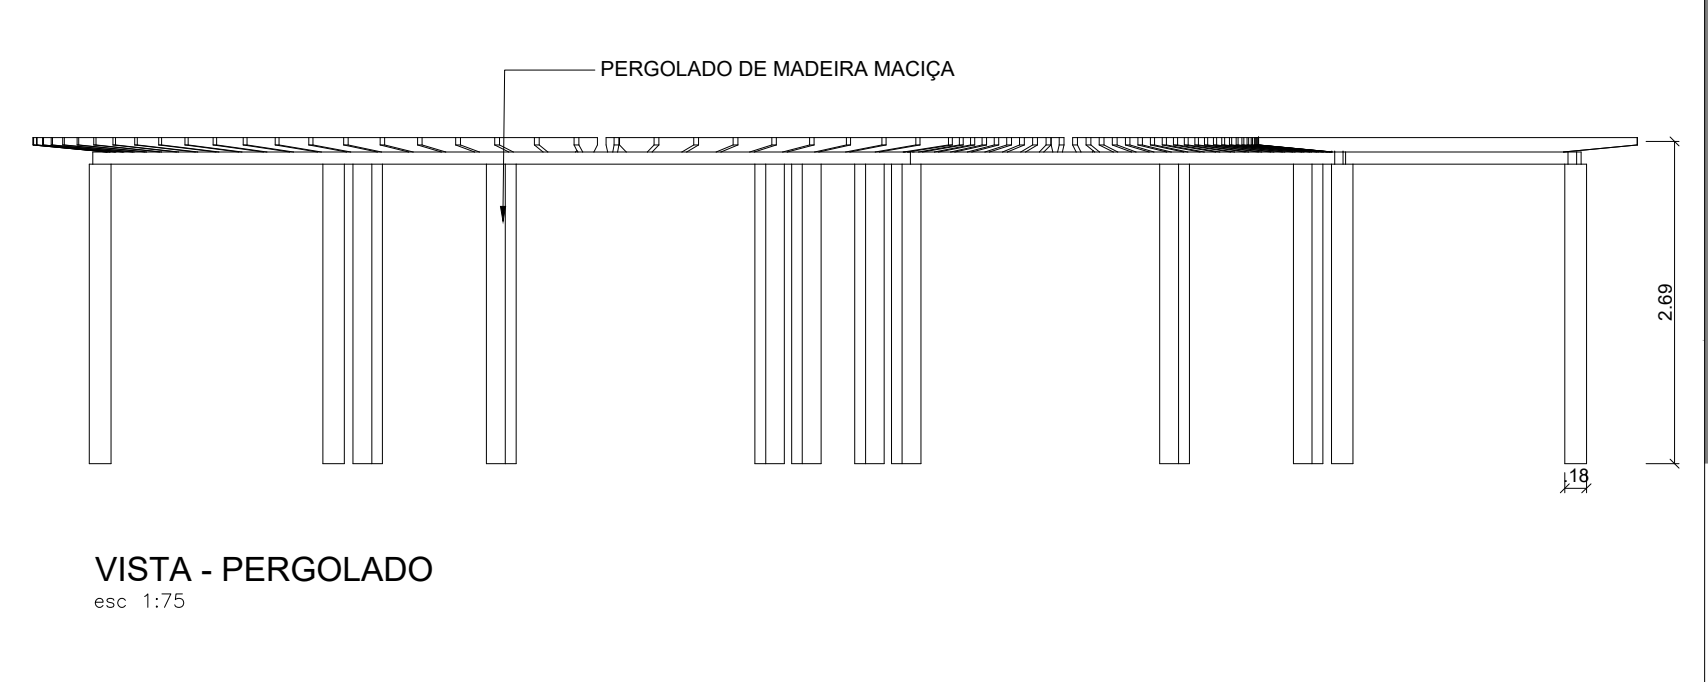 PERGOLADO DE MADEIRA MACIÇA
2.69
.18
VISTA - PERGOLADO
esc 1:75